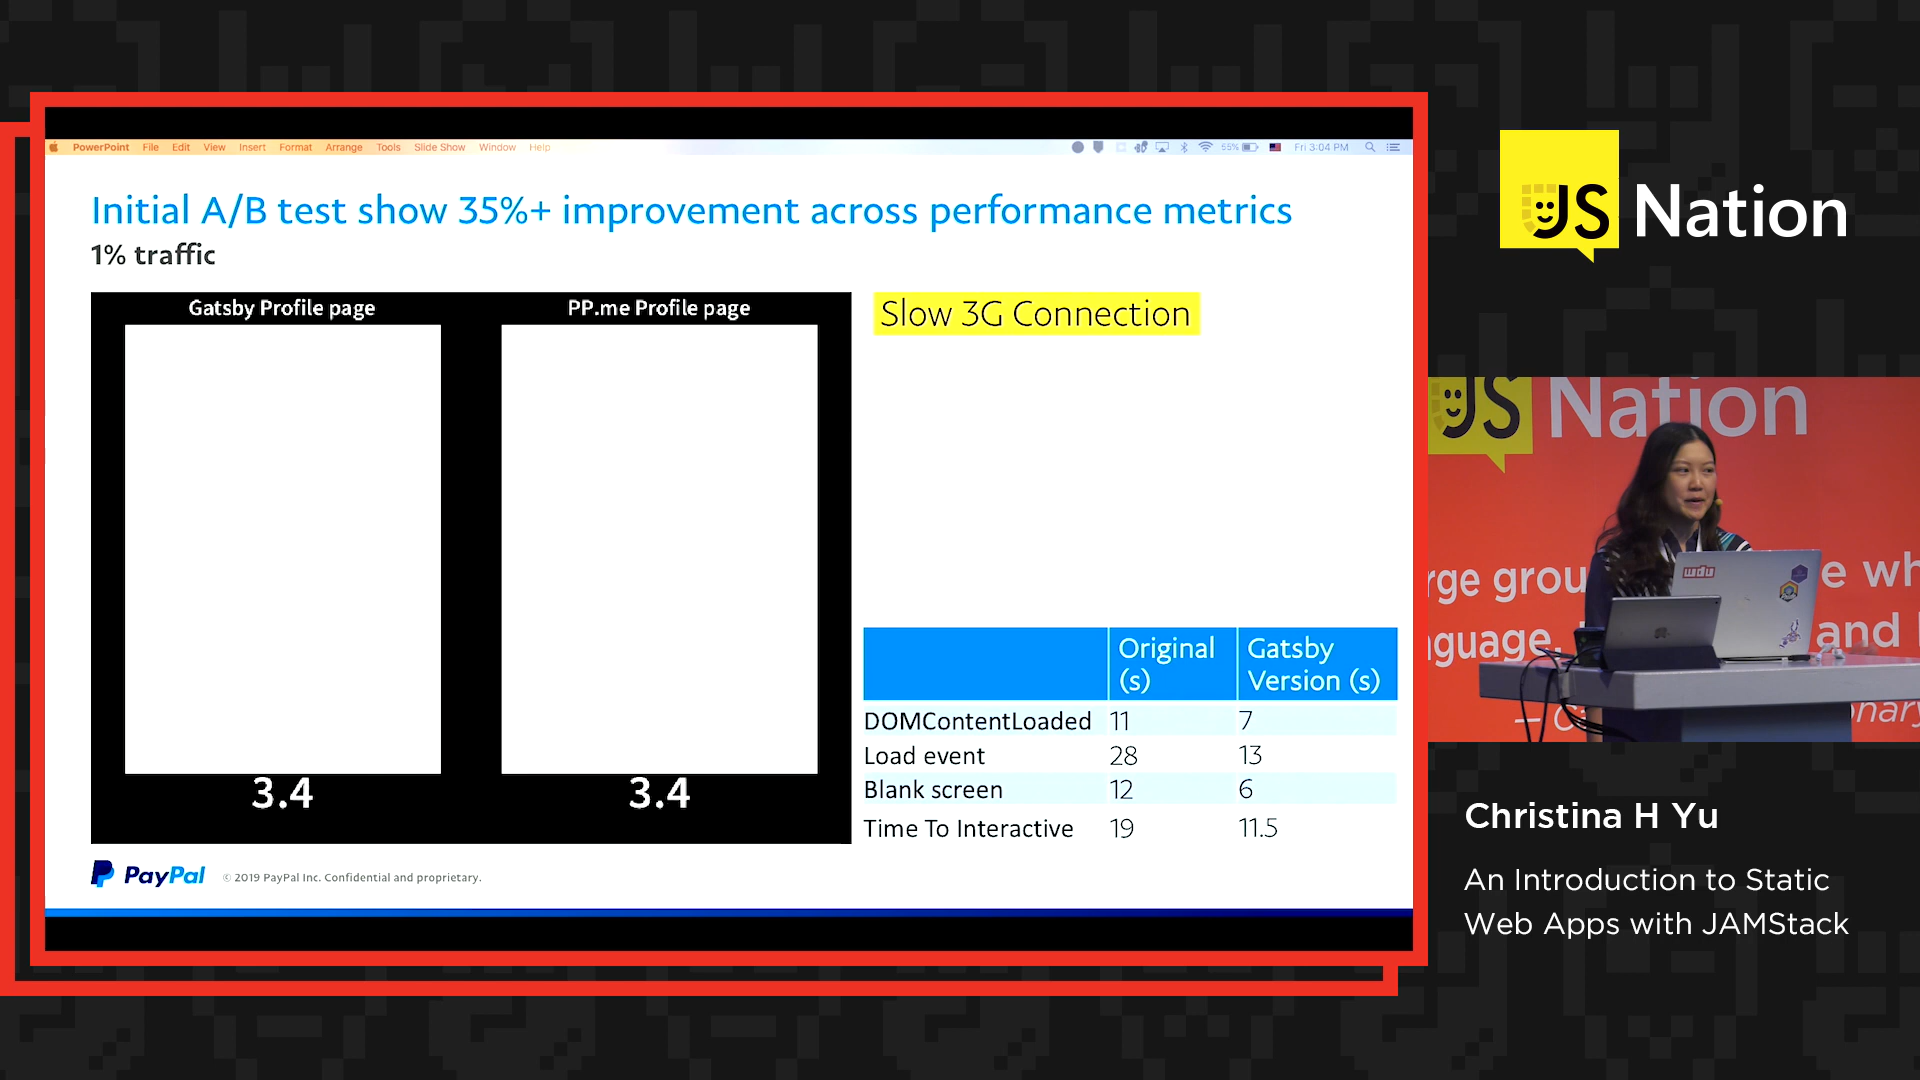 PowerPoint File Edit View Insert Format Arrange Tools Slide Show Window Help
55% Fri 3:04 PM
Initial A/B test show 35%+ improvement across performance metrics
1% traffic
Gatsby Profile page
PP.me Profile page
3.4
3.4
Slow 3G Connection
Original (s)
Gatsby Version (s)
DOMContentLoaded 11 7
Load event 28 13
Blank screen 12 6
Time To Interactive 19 11.5
PayPal
© 2019 PayPal Inc. Confidential and proprietary.
JS Nation
JS Nation
rge grou
e wh
guage.
and
nary
wdu
Christina H Yu
An Introduction to Static
Web Apps with JAMStack